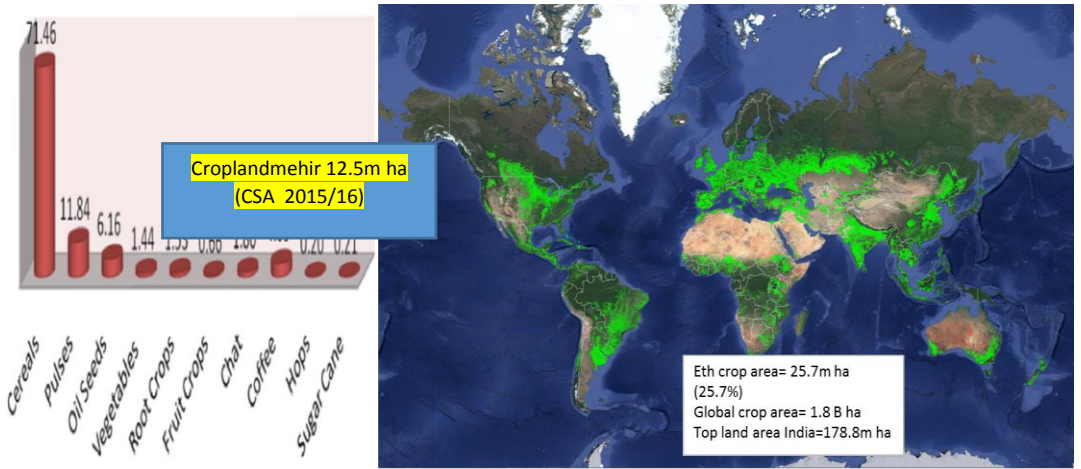 71.46
11.84
6.16
1.44
0.66
0.20
0.21
Croplandmehir 12.5m ha
(CSA 2015/16)
Cereals
Pulses
Oil Seeds
Vegetables
Root Crops
Fruit Crops
Chat
Coffee
Hops
Sugar Cane
Eth crop area= 25.7m ha
(25.7%)
Global crop area= 1.8 B ha
Top land area India=178.8m ha